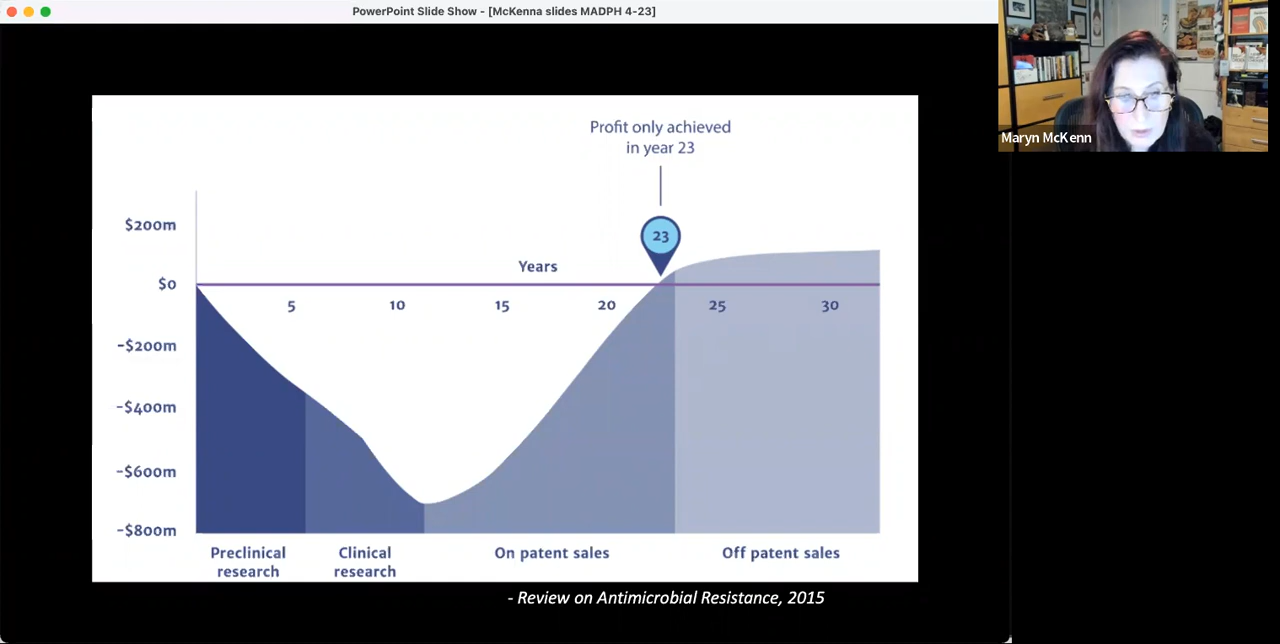 PowerPoint Slide Show - [McKenna slides MADPH 4-23]
Maryn McKenn
Profit only achieved
in year 23
23
$200m
Years
$0
5
10
15
20
25
30
-$200m
-$400m
-$600m
-$800m
Preclinical
research
Clinical
research
On patent sales
Off patent sales
- Review on Antimicrobial Resistance, 2015